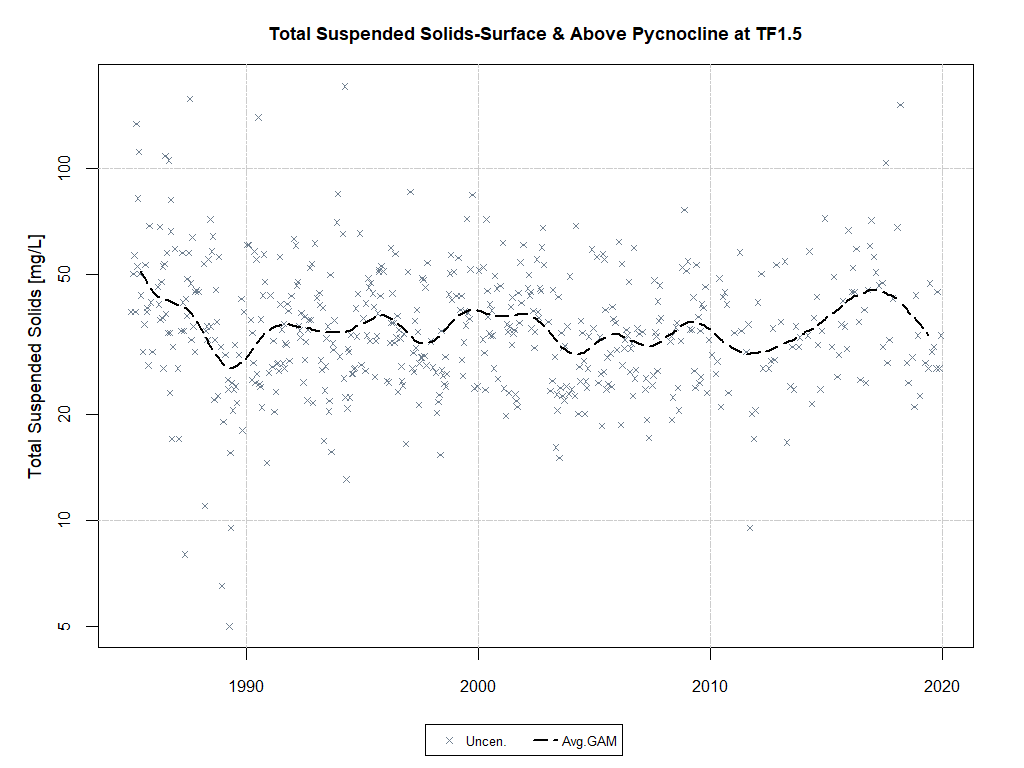 Total Suspended Solids-Surface & Above Pycnocline at TF1.5
Total Suspended Solids [mg/L]
100
50
20
10
5
1990 2000 2010 2020
Uncen. Avg.GAM